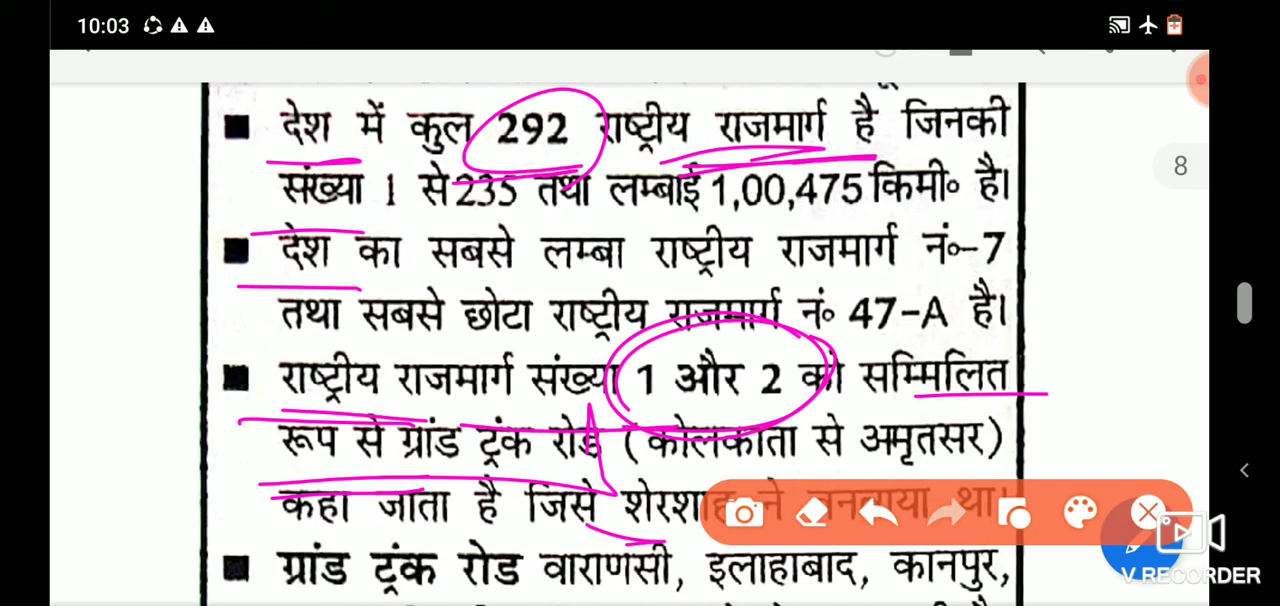 10:03
8
देश में कुल 292 राष्ट्रीय राजमार्ग है जिनकी
संख्या 1 से 235 तथा लम्बाई 1,00,475 किमी॰ है।
देश का सबसे लम्बा राष्ट्रीय राजमार्ग नं॰-7
तथा सबसे छोटा राष्ट्रीय राजमार्ग नं॰ 47-A है।
राष्ट्रीय राजमार्ग संख्या 1 और 2 को सम्मिलित
रूप से ग्रांड ट्रंक रोड (कोलकाता से अमृतसर)
कहा जाता है जिसे शेरशाह ने बनवाया था।
ग्रांड ट्रंक रोड वाराणसी, इलाहाबाद, कानपुर,
V RECORDER